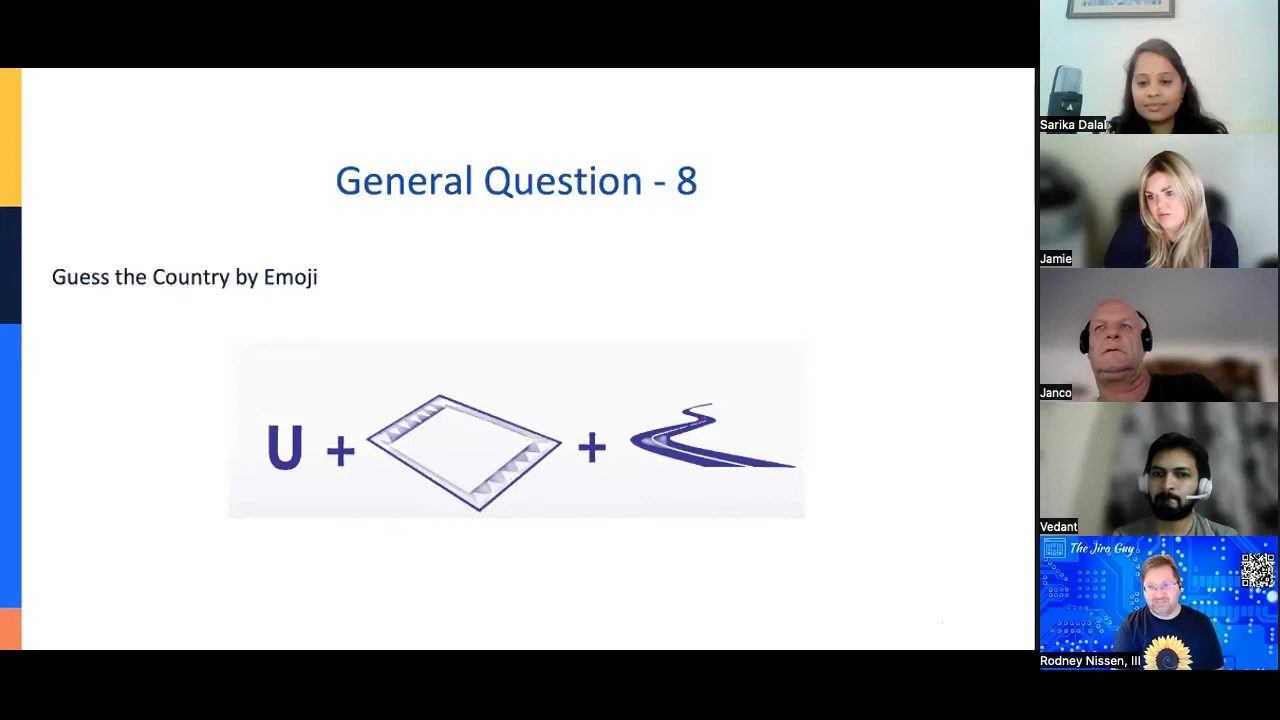 General Question - 8
Guess the Country by Emoji
U + +
Sarika Dalal
Jamie
Janco
Vedant
The Jira Guy
Rodney Nissen, III